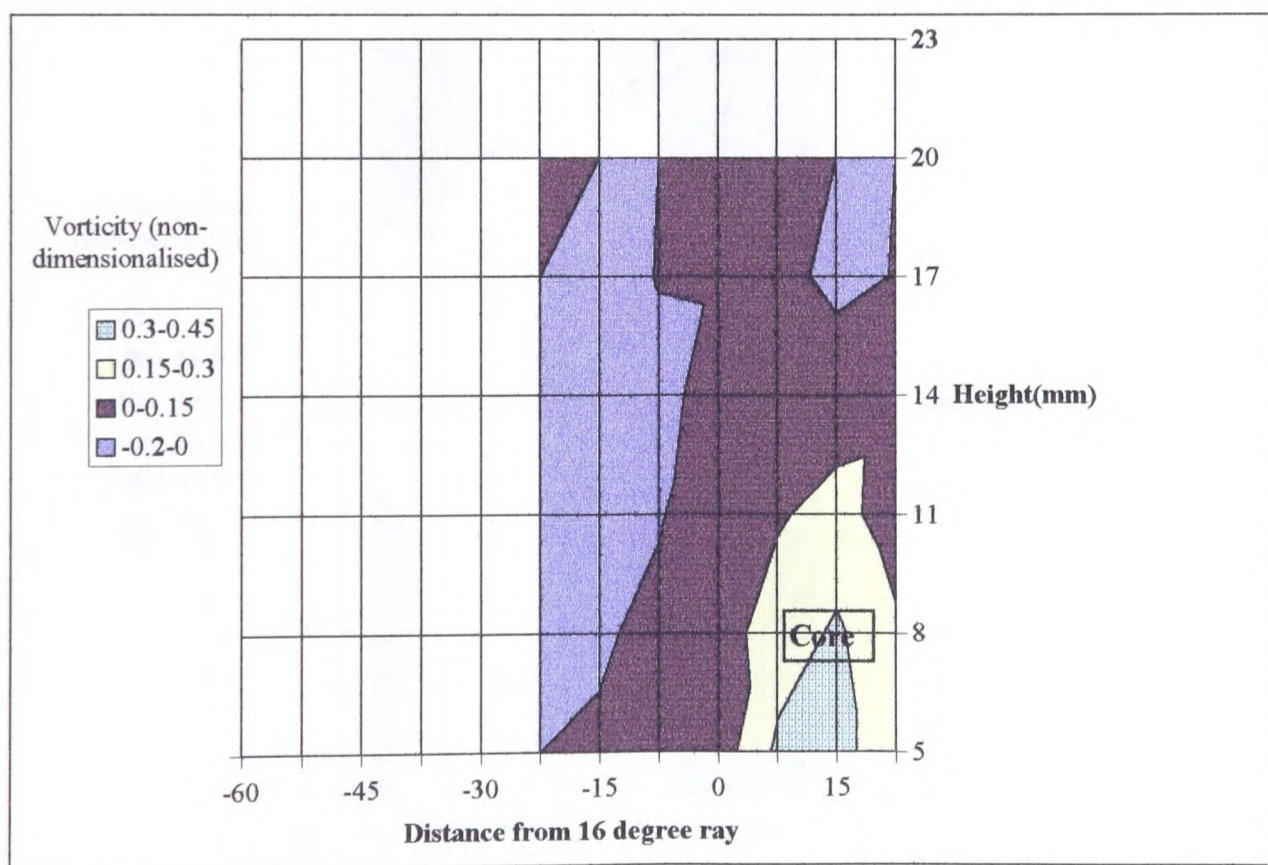 23
20
Vorticity (non-
dimensionalised)
17
0.3-0.45
0.15-0.3
0-0.15
-0.2-0
14 Height(mm)
11
Core
8
5
-60 -45 -30 -15 0 15
Distance from 16 degree ray